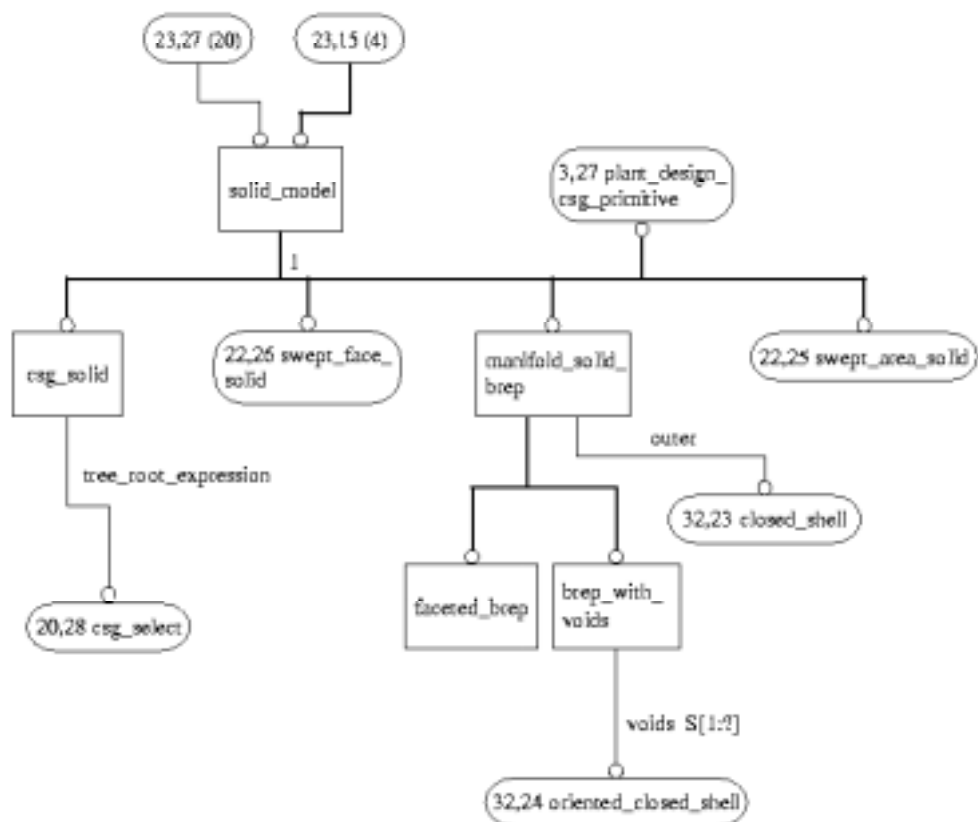 23,27 (20)
23,15 (4)
solid_model
3,27 plant_design_
csg_primitive
1
csg_solid
22,26 swept_face_
solid
manifold_solid_
brep
22,25 swept_area_solid
outer
tree_root_expression
32,23 closed_shell
faceted_brep
brep_with_
voids
20,28 csg_select
voids S[1:?]
32,24 oriented_closed_shell